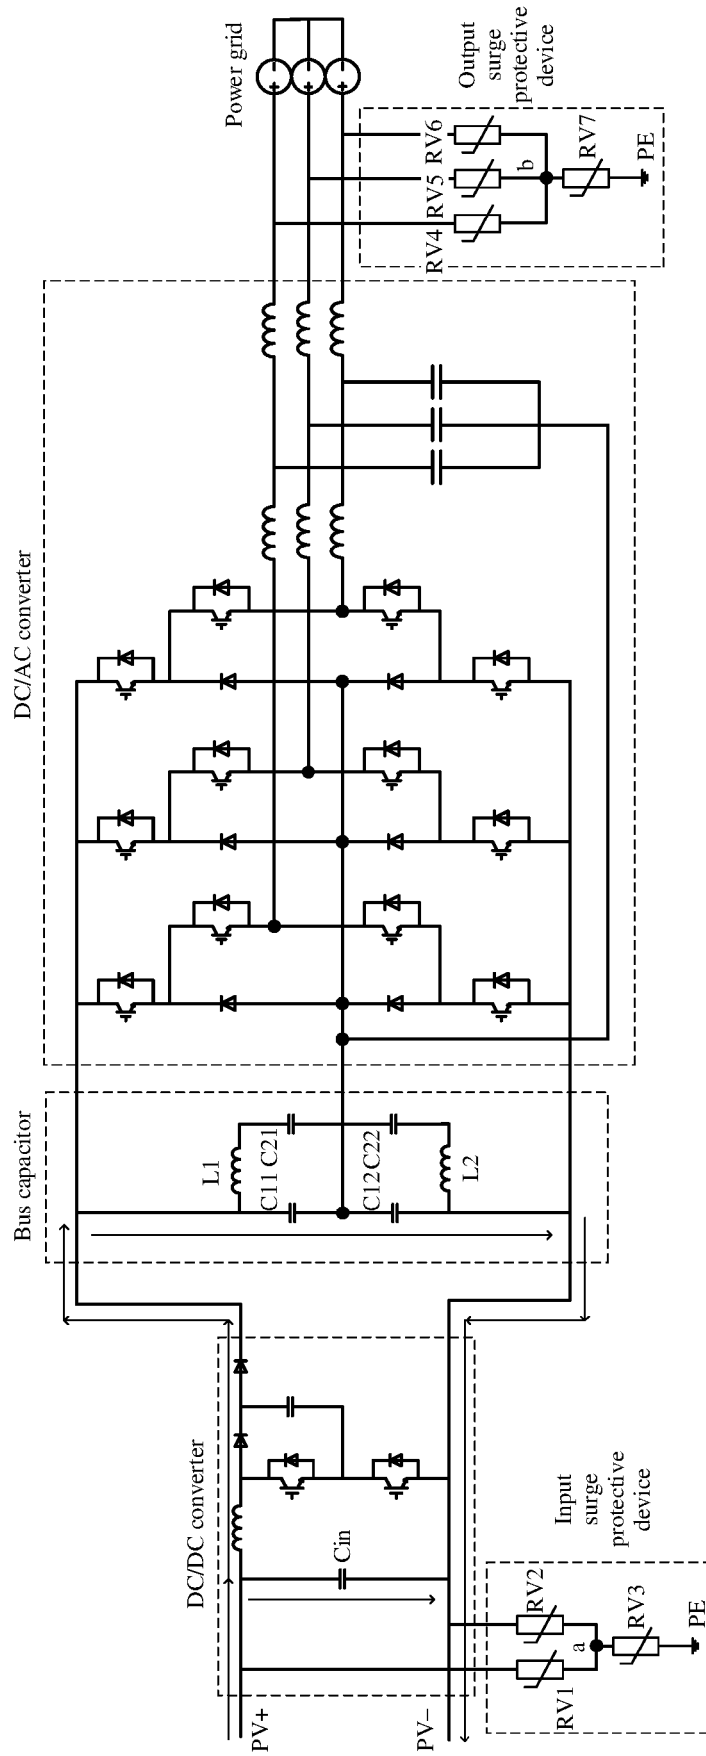 PV+
PV−
DC/DC converter
Cin
RV1
RV2
a
RV3
PE
Input
surge
protective
device
Bus capacitor
L1
C11
C21
C12
C22
L2
DC/AC converter
Power grid
RV4
RV5
RV6
b
RV7
PE
Output
surge
protective
device